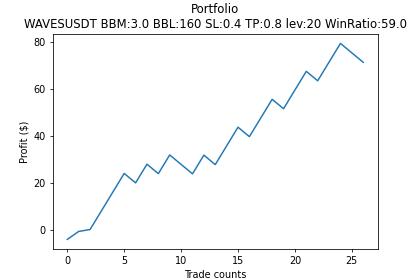 Portfolio
WAVESUSDT BBM:3.0 BBL:160 SL:0.4 TP:0.8 lev:20 WinRatio:59.0
80
60
40
20
0
Profit ($)
0 5 10 15 20 25
Trade counts